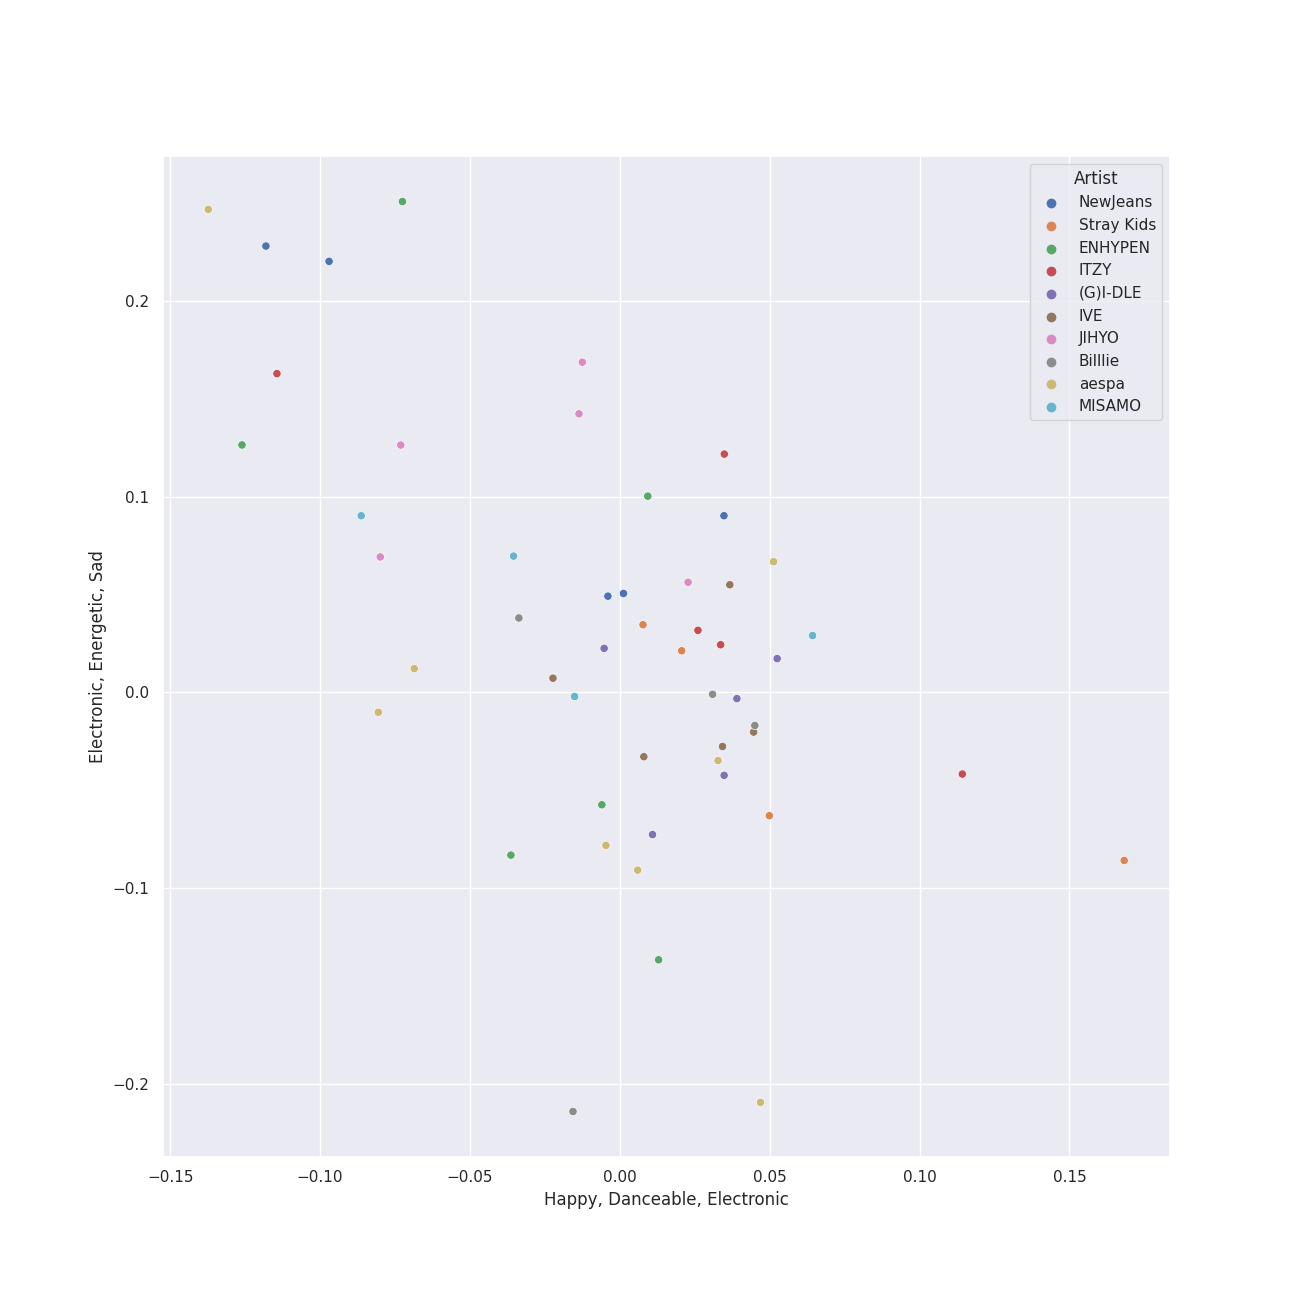 Artist
NewJeans
Stray Kids
ENHYPEN
ITZY
(G)I-DLE
IVE
JIHYO
Billlie
aespa
MISAMO
0.2
0.1
0.0
−0.1
−0.2
Electronic, Energetic, Sad
−0.15 −0.10 −0.05 0.00 0.05 0.10 0.15
Happy, Danceable, Electronic